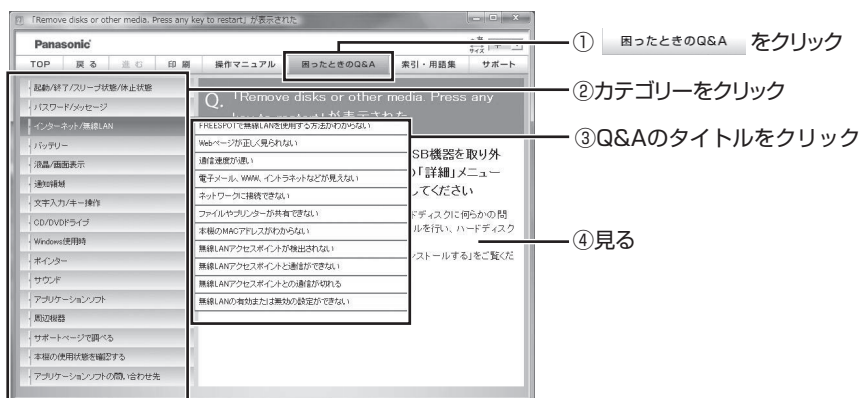 「Remove disks or other media. Press any key to restart」が表示された
Panasonic
サイズ 中
TOP 戻る 進む 印刷 操作マニュアル 困ったときのQ&A 索引・用語集 サポート
起動/終了/スリープ状態/休止状態
パスワード/メッセージ
インターネット/無線LAN
バッテリー
液晶/画面表示
通知領域
文字入力/キー操作
CD/DVDドライブ
Windows使用時
ポインター
サウンド
アプリケーションソフト
周辺機器
サポートページで調べる
本機の使用状態を確認する
アプリケーションソフトの問い合わせ先
Q. 「Remove disks or other media. Press any
FREESPOTで無線LANを使用する方法がわからない
Webページが正しく見られない
通信速度が遅い
電子メール、WWW、イントラネットなどが見えない
ネットワークに接続できない
ファイルやプリンターが共有できない
本機のMACアドレスがわからない
無線LANアクセスポイントが検出されない
無線LANアクセスポイントと通信ができない
無線LANアクセスポイントとの通信が切れる
無線LANの有効または無効の設定ができない
SB機器を取り外
の「詳細」メニュー
してください
ドディスクに何らかの問
ルを行い、ハードディスク
ンストールする」をご覧くだ
① 困ったときのQ&A をクリック
②カテゴリーをクリック
③Q&Aのタイトルをクリック
④見る